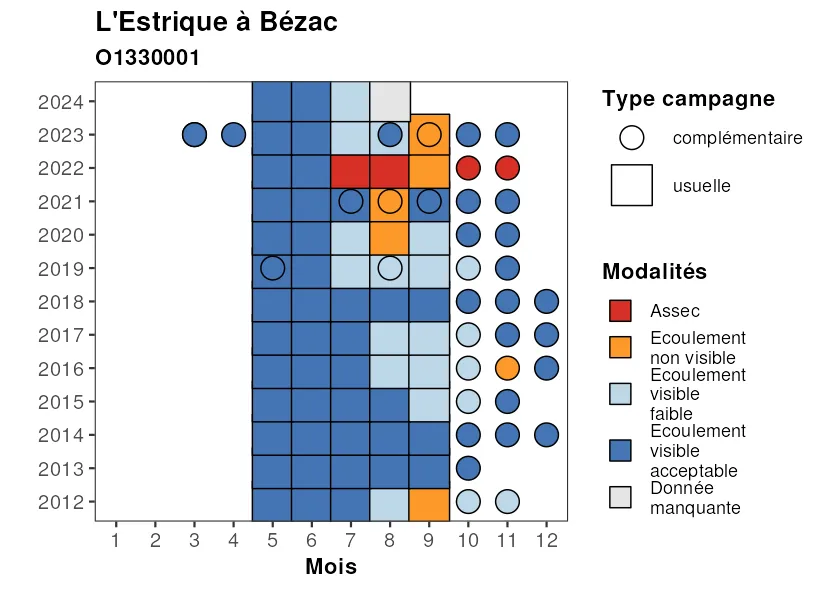 L'Estrique à Bézac
O1330001
2024
2023
2022
2021
2020
2019
2018
2017
2016
2015
2014
2013
2012
1 2 3 4 5 6 7 8 9 10 11 12
Mois
Type campagne
complémentaire
usuelle
Modalités
Assec
Ecoulement
non visible
Ecoulement
visible
faible
Ecoulement
visible
acceptable
Donnée
manquante